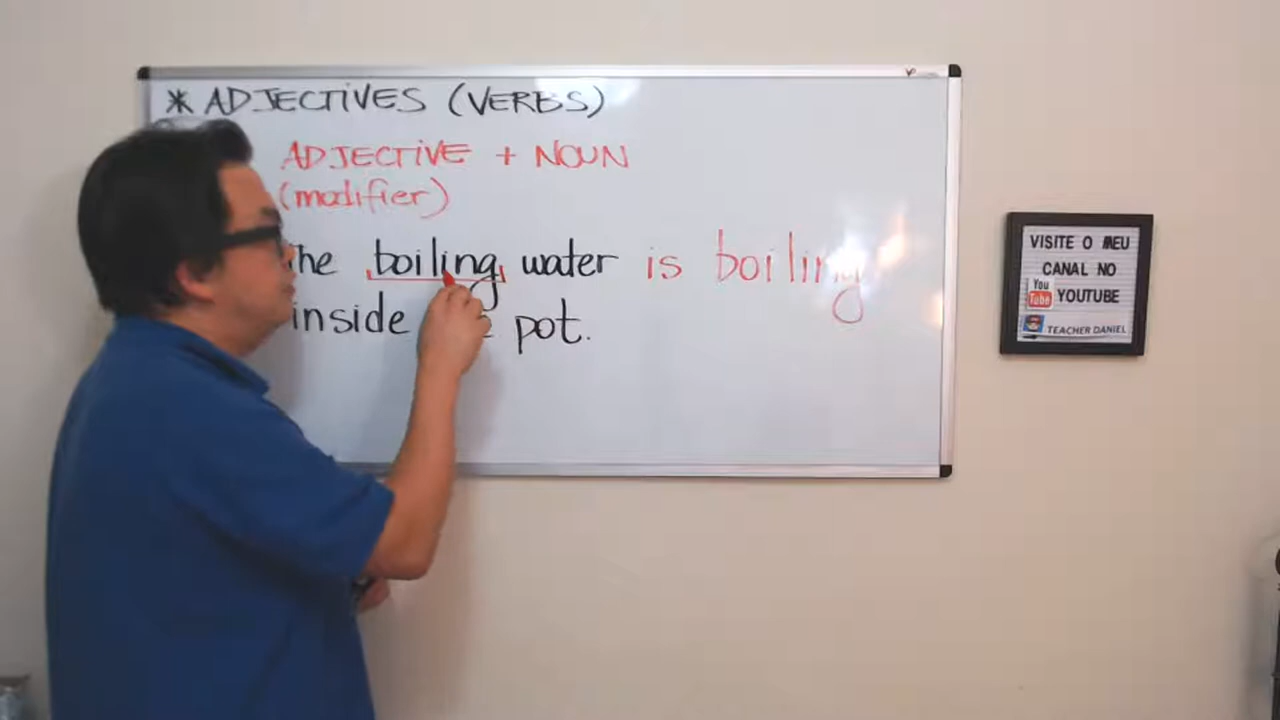 * ADJECTIVES (VERBS)
ADJECTIVE + NOUN
(modifier)
The boiling water is boiling
inside pot.
VISITE O MEU
CANAL NO
You Tube YOUTUBE
TEACHER DANIEL